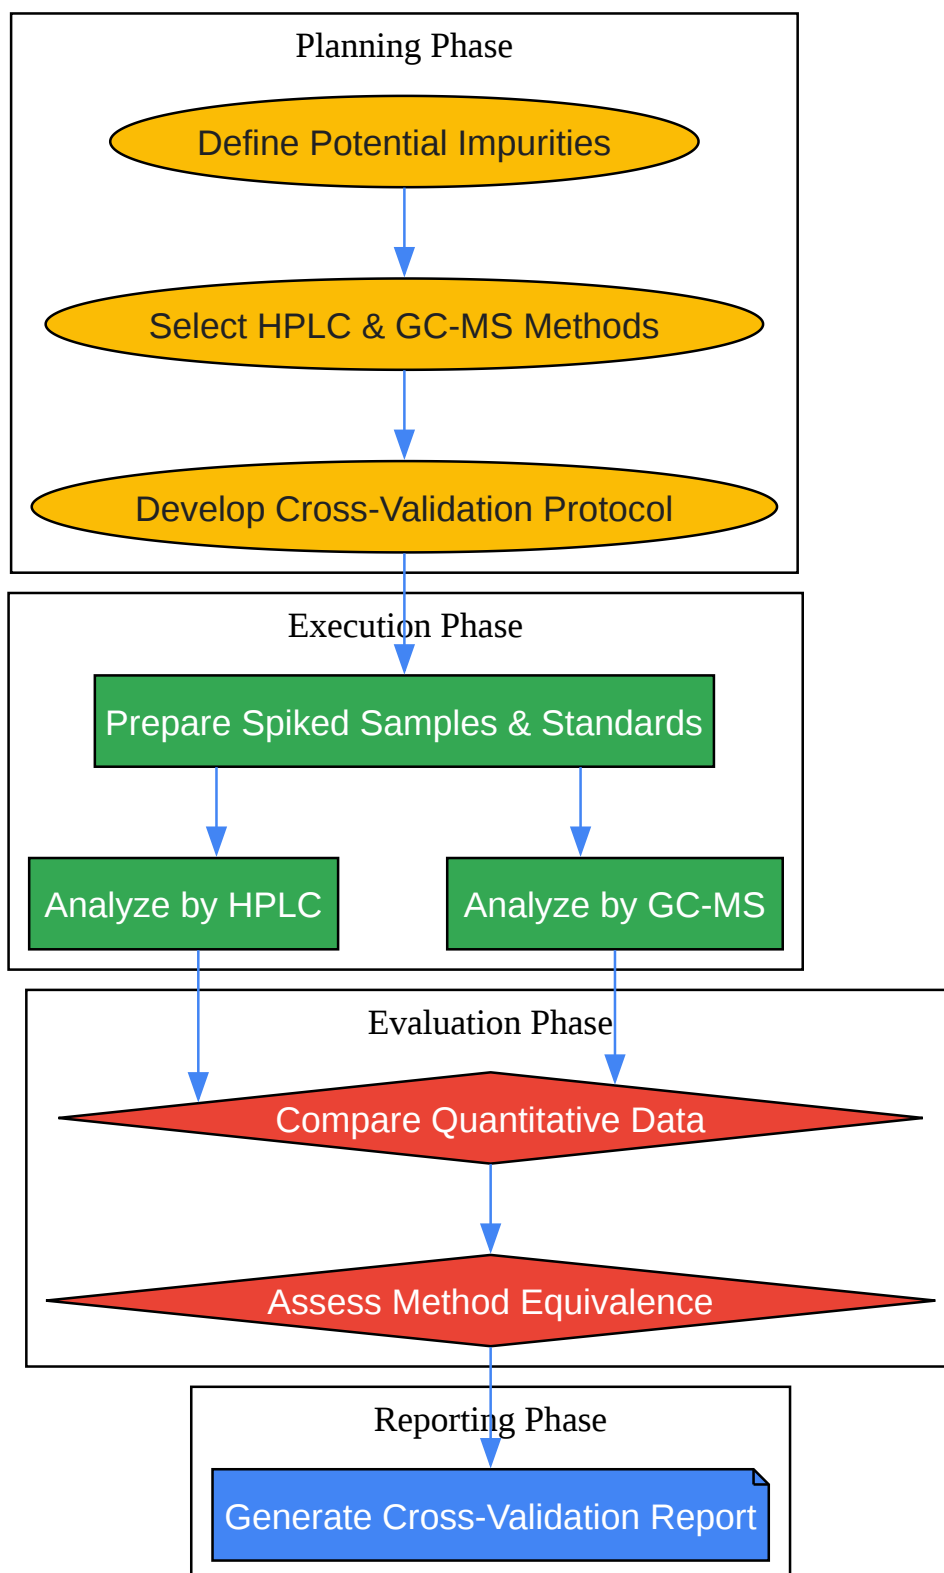 Planning Phase
Define Potential Impurities
Select HPLC & GC-MS Methods
Develop Cross-Validation Protocol
Execution Phase
Prepare Spiked Samples & Standards
Analyze by HPLC
Analyze by GC-MS
Evaluation Phase
Compare Quantitative Data
Assess Method Equivalence
Reporting Phase
Generate Cross-Validation Report